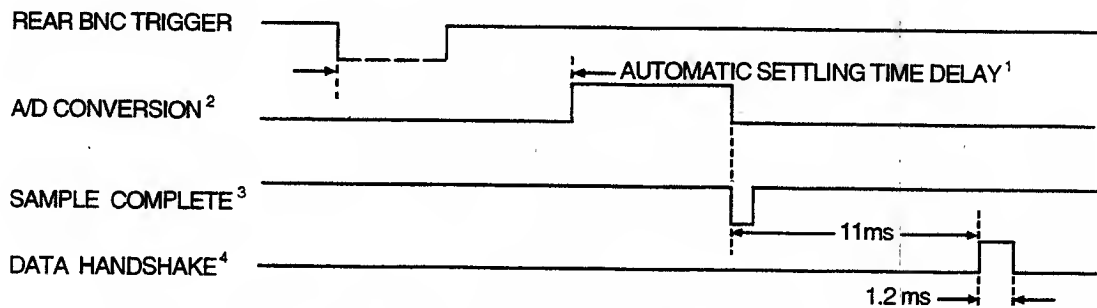 REAR BNC TRIGGER
AUTOMATIC SETTLING TIME DELAY¹
A/D CONVERSION²
SAMPLE COMPLETE³
11ms
DATA HANDSHAKE⁴
1.2 ms